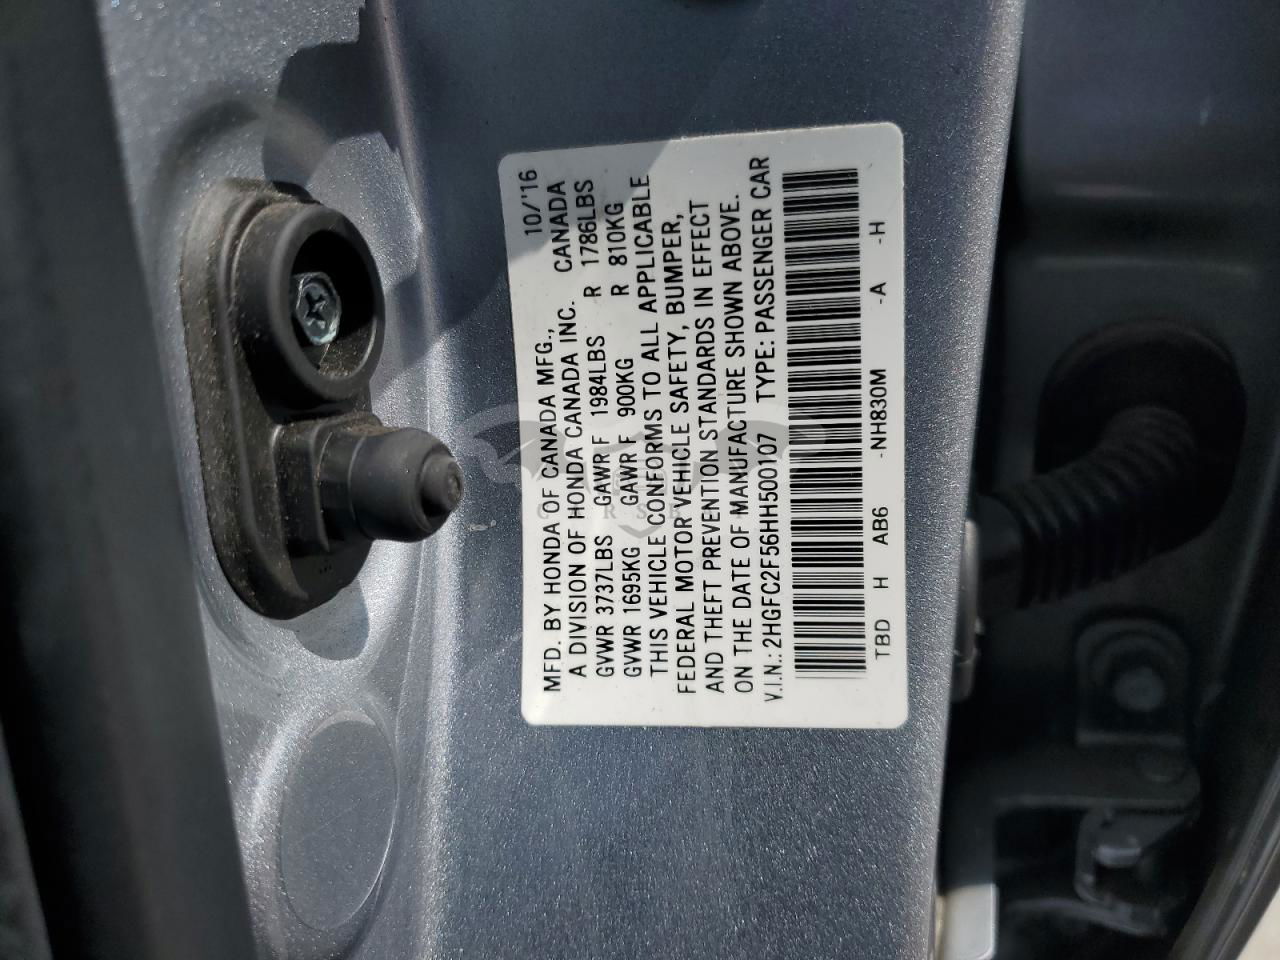 MFD. BY HONDA OF CANADA MFG., 10/'16
A DIVISION OF HONDA CANADA INC. CANADA
GVWR 3737LBS GAWR F 1984LBS R 1786LBS
GVWR 1695KG GAWR F 900KG R 810KG
THIS VEHICLE CONFORMS TO ALL APPLICABLE
FEDERAL MOTOR VEHICLE SAFETY, BUMPER,
AND THEFT PREVENTION STANDARDS IN EFFECT
ON THE DATE OF MANUFACTURE SHOWN ABOVE.
V.I.N.: 2HGFC2F56HH500107 TYPE: PASSENGER CAR
TBD H AB6 -NH830M -A -H